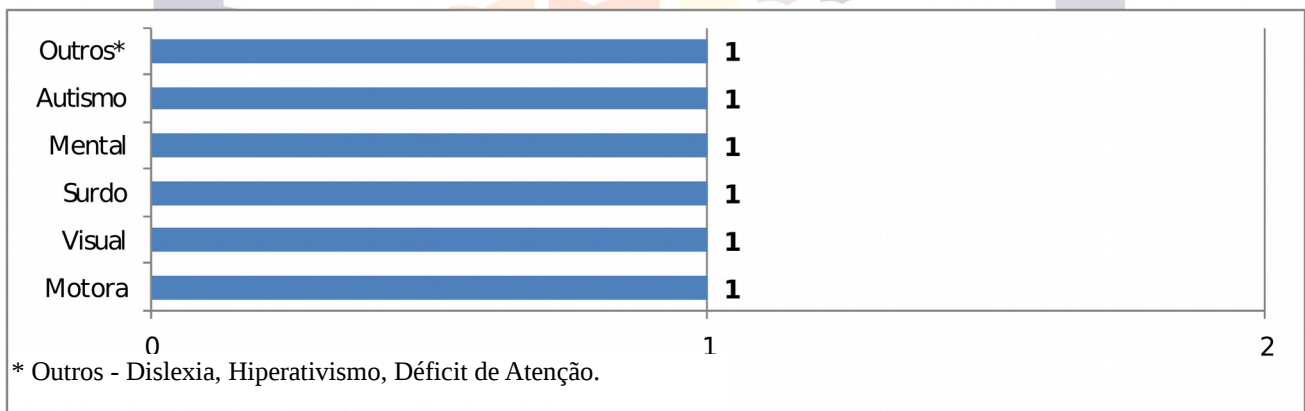 Outros* 1
Autismo 1
Mental 1
Surdo 1
Visual 1
Motora 1
0 1 2
* Outros - Dislexia, Hiperativismo, Déficit de Atenção.